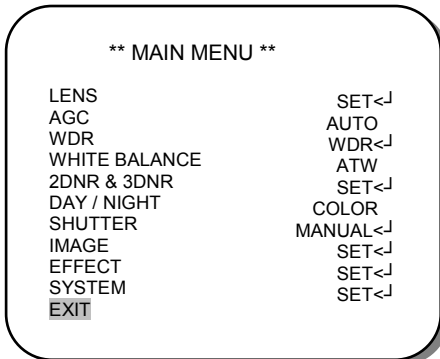 ** MAIN MENU **
LENS SET<┘
AGC AUTO
WDR WDR<┘
WHITE BALANCE ATW
2DNR & 3DNR SET<┘
DAY / NIGHT COLOR
SHUTTER MANUAL<┘
IMAGE SET<┘
EFFECT SET<┘
SYSTEM SET<┘
EXIT